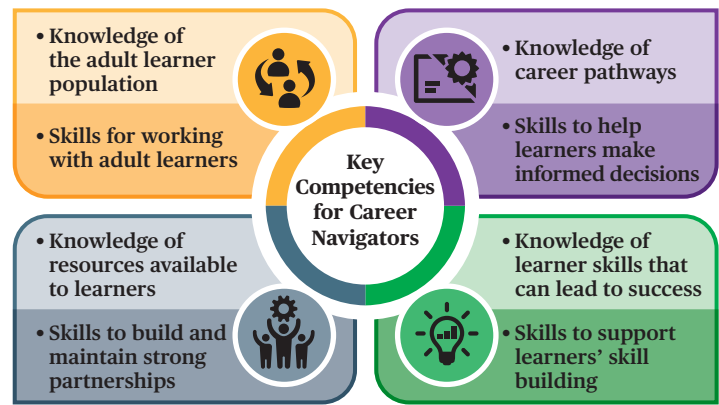 • Knowledge of
the adult learner
population
• Skills for working
with adult learners
• Knowledge of
career pathways
• Skills to help
learners make
informed decisions
Key
Competencies
for Career
Navigators
• Knowledge of
resources available
to learners
• Skills to build and
maintain strong
partnerships
• Knowledge of
learner skills that
can lead to success
• Skills to support
learners’ skill
building